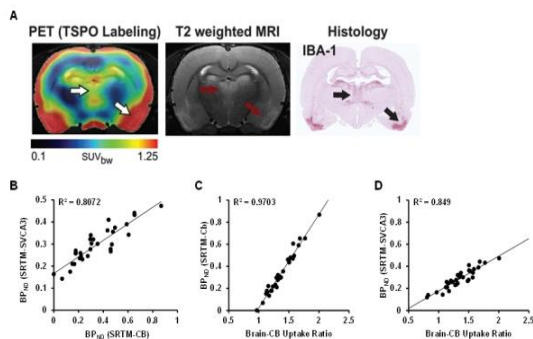 A
PET (TSPO Labeling)
T2 weighted MRI
Histology
IBA-1
0.1
SUVbw
1.25
B
R² = 0.8072
BPND (SRTM-SVCA3)
0.5
0.4
0.3
0.2
0.1
0
0
0.2
0.4
0.6
0.8
1
BPND (SRTM-CB)
C
R² = 0.9703
BPND (SRTM-Cb)
1
0.8
0.6
0.4
0.2
0
0.5
1
1.5
2
2.5
Brain-CB Uptake Ratio
D
R² = 0.849
BPND (SRTM-SVCA3)
1
0.8
0.6
0.4
0.2
0
0.5
1
1.5
2
2.5
Brain-CB Uptake Ratio